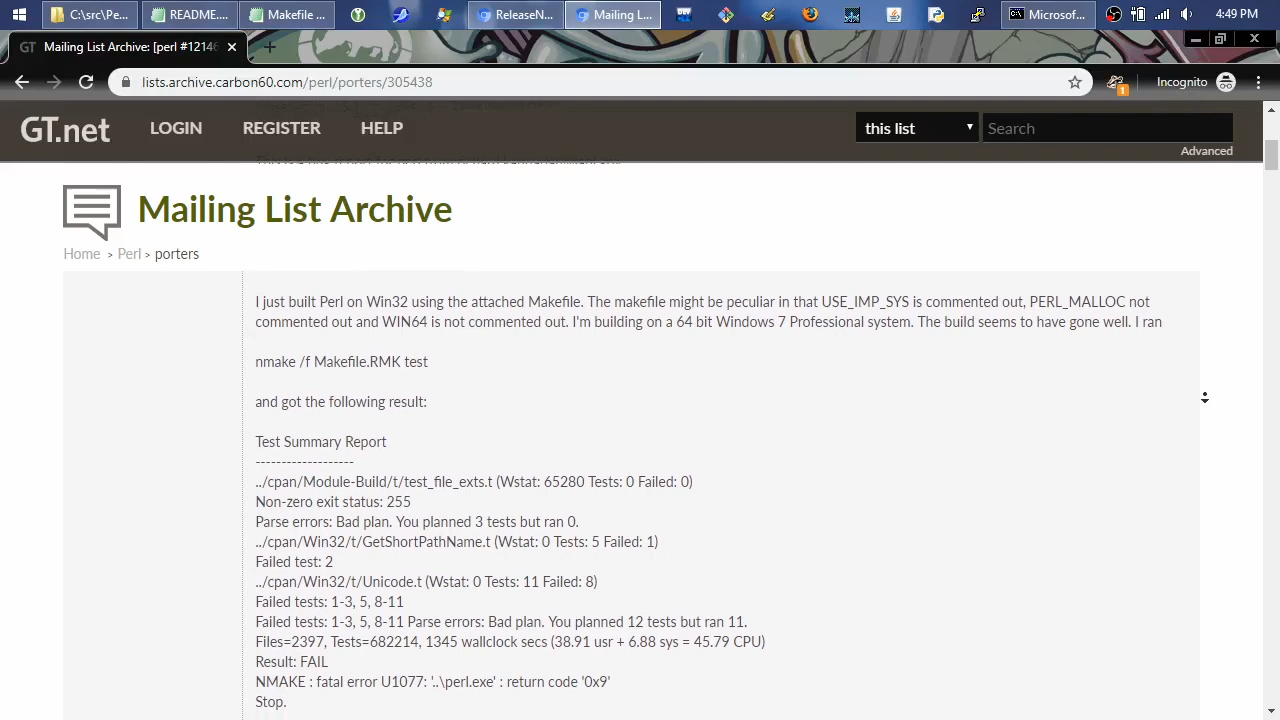 C:\src\Pe...
README....
Makefile ...
ReleaseN...
Mailing L...
Microsof...
4:49 PM
GT Mailing List Archive: [perl #12146
lists.archive.carbon60.com/perl/porters/305438
1
Incognito
GT.net
LOGIN
REGISTER
HELP
this list
Search
Advanced
Mailing List Archive
Home > Perl > porters
I just built Perl on Win32 using the attached Makefile. The makefile might be peculiar in that USE_IMP_SYS is commented out, PERL_MALLOC not
commented out and WIN64 is not commented out. I'm building on a 64 bit Windows 7 Professional system. The build seems to have gone well. I ran
nmake /f Makefile.RMK test
and got the following result:
Test Summary Report
-------------------
../cpan/Module-Build/t/test_file_exts.t (Wstat: 65280 Tests: 0 Failed: 0)
Non-zero exit status: 255
Parse errors: Bad plan. You planned 3 tests but ran 0.
../cpan/Win32/t/GetShortPathName.t (Wstat: 0 Tests: 5 Failed: 1)
Failed test: 2
../cpan/Win32/t/Unicode.t (Wstat: 0 Tests: 11 Failed: 8)
Failed tests: 1-3, 5, 8-11
Failed tests: 1-3, 5, 8-11 Parse errors: Bad plan. You planned 12 tests but ran 11.
Files=2397, Tests=682214, 1345 wallclock secs (38.91 usr + 6.88 sys = 45.79 CPU)
Result: FAIL
NMAKE : fatal error U1077: '..\perl.exe' : return code '0x9'
Stop.